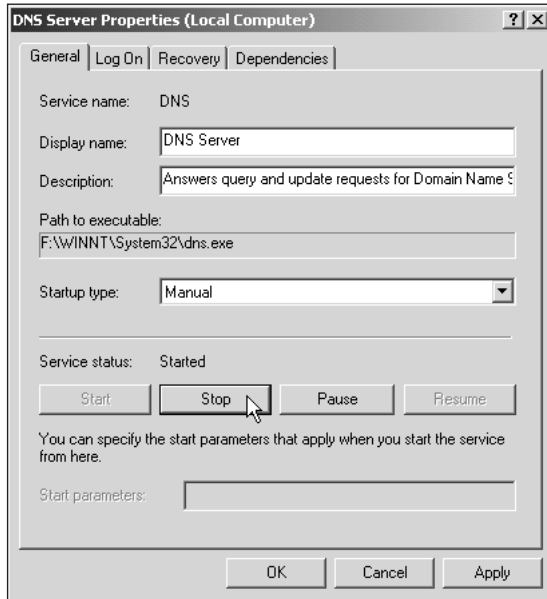 DNS Server Properties (Local Computer)
General Log On Recovery Dependencies
Service name: DNS
Display name: DNS Server
Description: Answers query and update requests for Domain Name S
Path to executable:
F:\WINNT\System32\dns.exe
Startup type: Manual
Service status: Started
Start Stop Pause Resume
You can specify the start parameters that apply when you start the service
from here.
Start parameters:
OK Cancel Apply